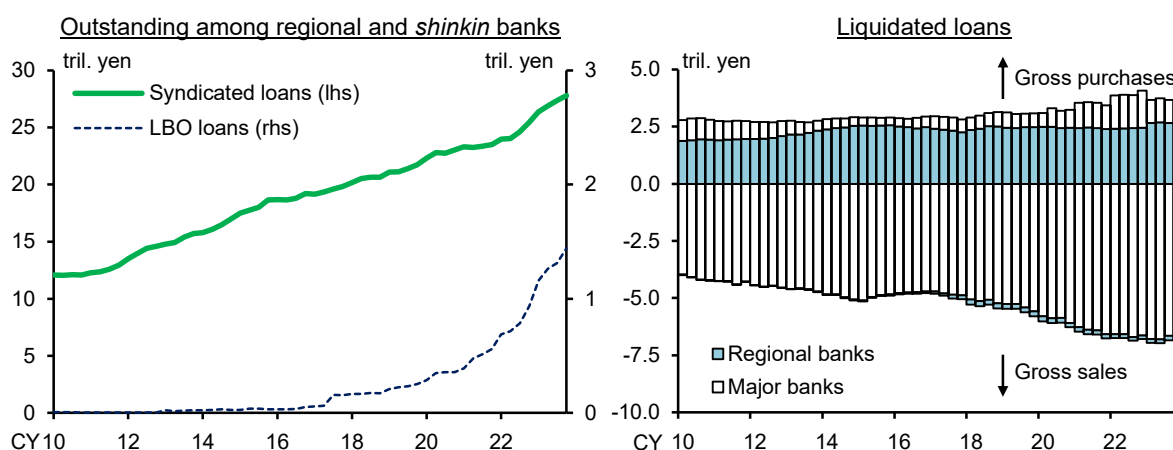 Outstanding among regional and shinkin banks
tril. yen
tril. yen
30
25
20
15
10
5
0
3
2
1
0
Syndicated loans (lhs)
LBO loans (rhs)
CY 10 12 14 16 18 20 22
Liquidated loans
tril. yen
5.0
2.5
0.0
-2.5
-5.0
-7.5
-10.0
Gross purchases
Regional banks
Major banks
Gross sales
CY 10 12 14 16 18 20 22